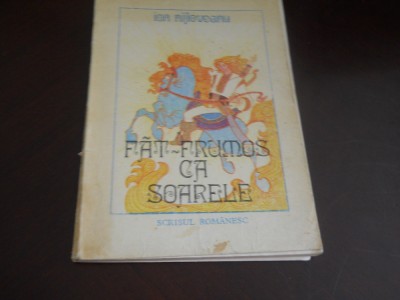 ion nijloveanu
FĂT-FRUMOS
CA
SOARELE
SCRISUL ROMÂNESC